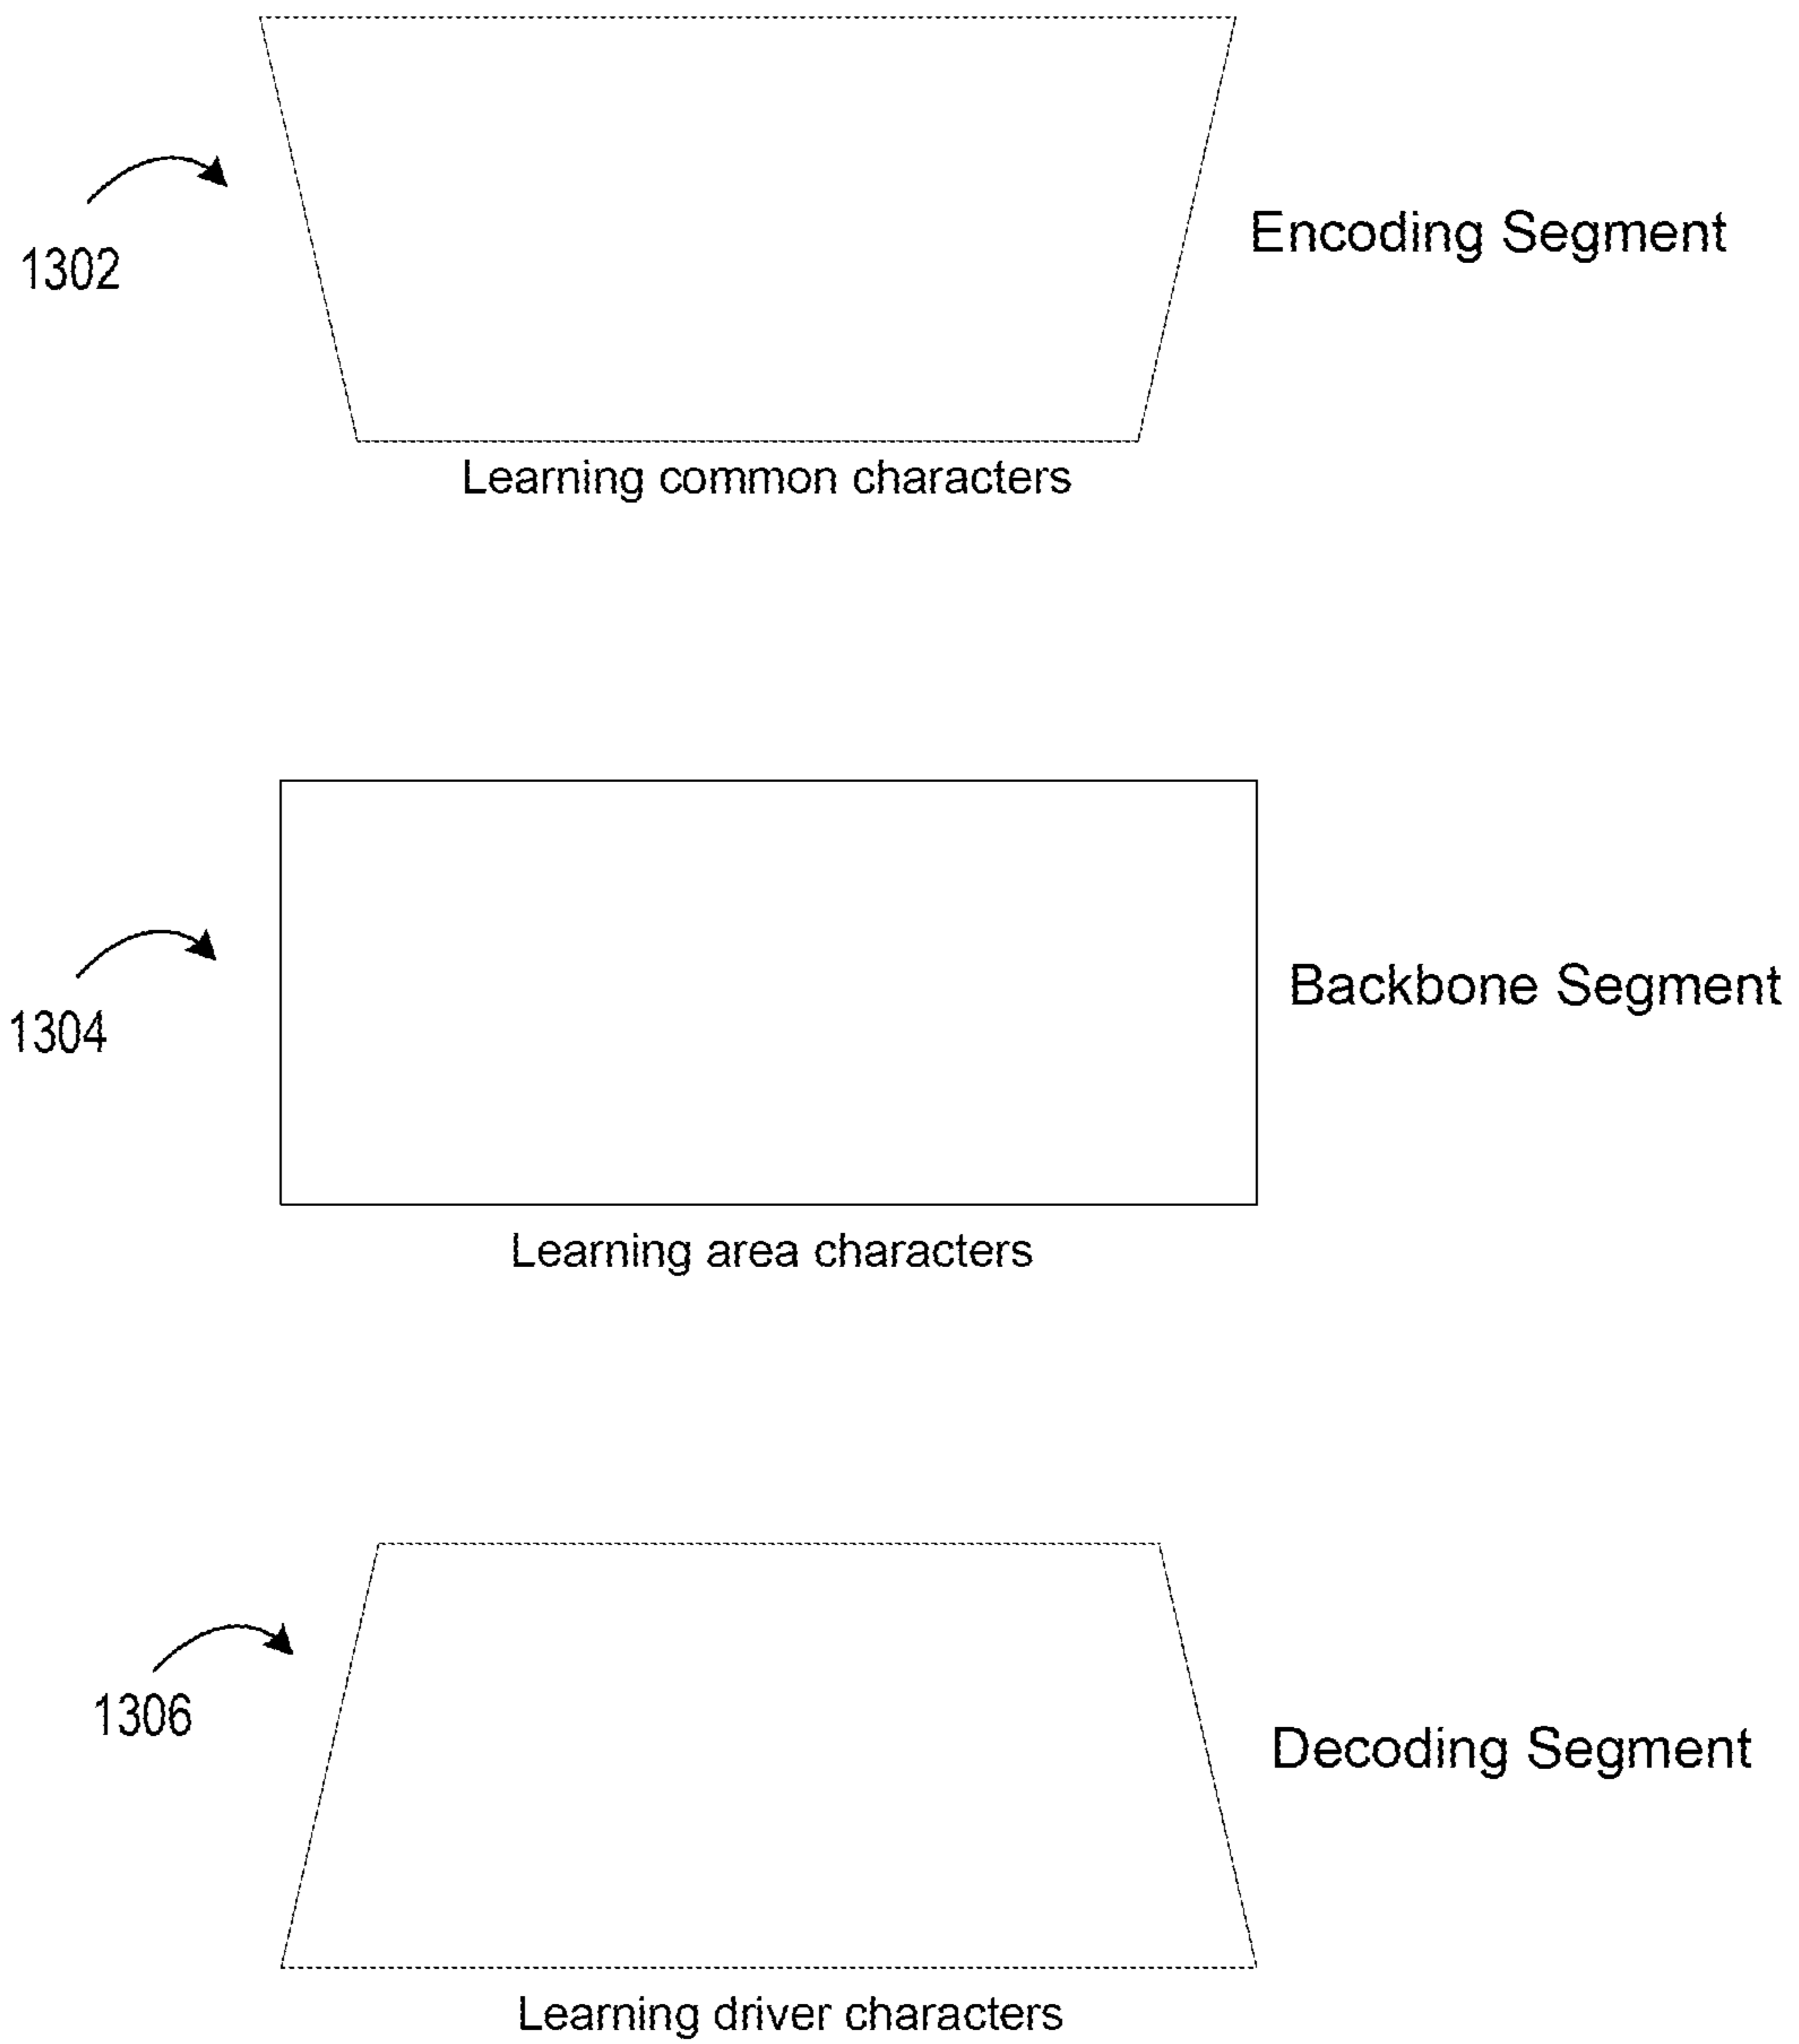 Encoding Segment
1302
Learning common characters
Backbone Segment
1304
Learning area characters
1306
Decoding Segment
Learning driver characters